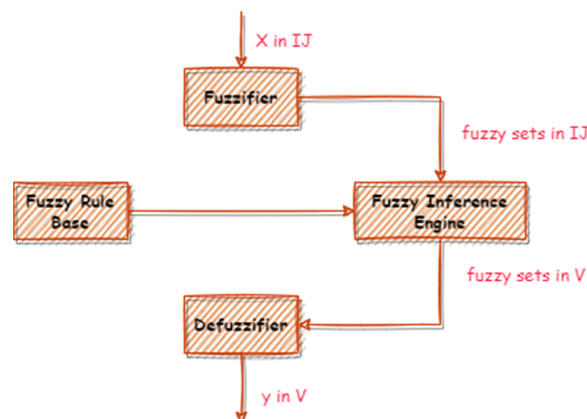 X in IJ
Fuzzifier
fuzzy sets in IJ
Fuzzy Rule
Base
Fuzzy Inference
Engine
fuzzy sets in V
Defuzzifier
y in V